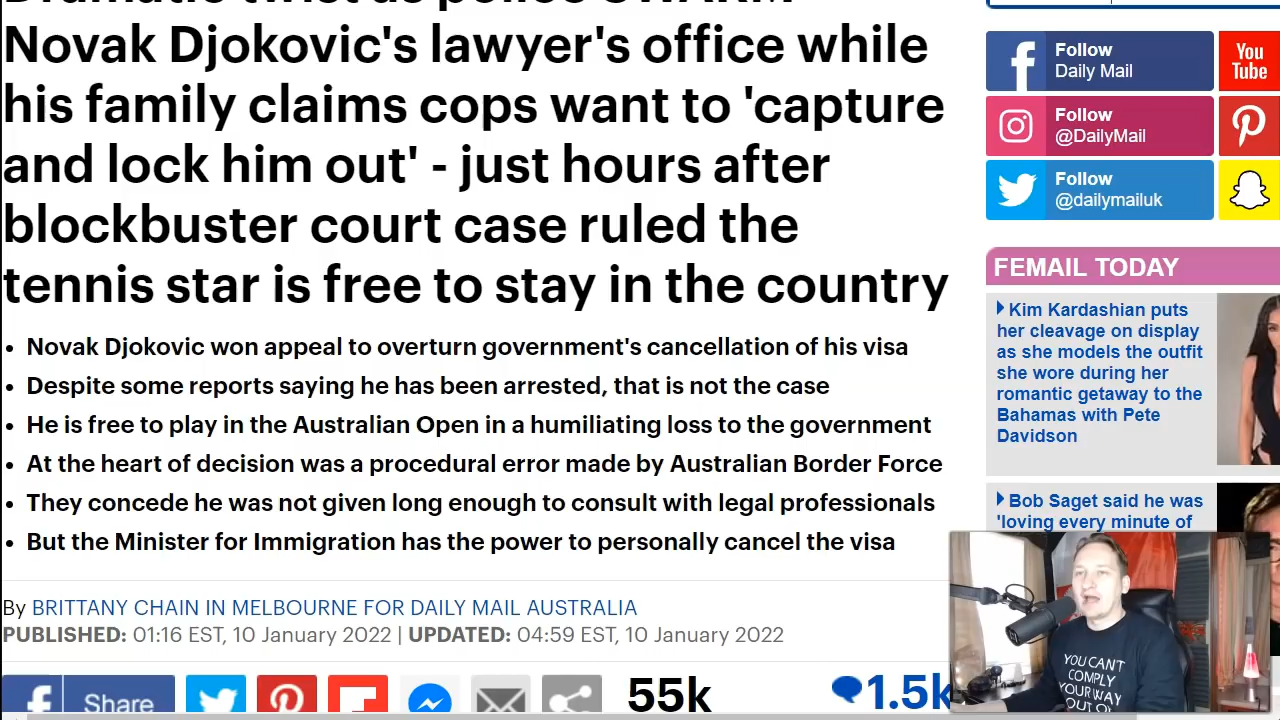 Dramatic twist as police SWARM
Novak Djokovic's lawyer's office while
his family claims cops want to 'capture
and lock him out' - just hours after
blockbuster court case ruled the
tennis star is free to stay in the country
• Novak Djokovic won appeal to overturn government's cancellation of his visa
• Despite some reports saying he has been arrested, that is not the case
• He is free to play in the Australian Open in a humiliating loss to the government
• At the heart of decision was a procedural error made by Australian Border Force
• They concede he was not given long enough to consult with legal professionals
• But the Minister for Immigration has the power to personally cancel the visa
By BRITTANY CHAIN IN MELBOURNE FOR DAILY MAIL AUSTRALIA
PUBLISHED: 01:16 EST, 10 January 2022 | UPDATED: 04:59 EST, 10 January 2022
Share
55k
1.5k
Follow
Daily Mail
You
Tube
Follow
@DailyMail
Follow
@dailymailuk
FEMAIL TODAY
Kim Kardashian puts
her cleavage on display
as she models the outfit
she wore during her
romantic getaway to the
Bahamas with Pete
Davidson
Bob Saget said he was
'loving every minute of
YOU CAN'T
COMPLY
YOUR WAY
OUT OF